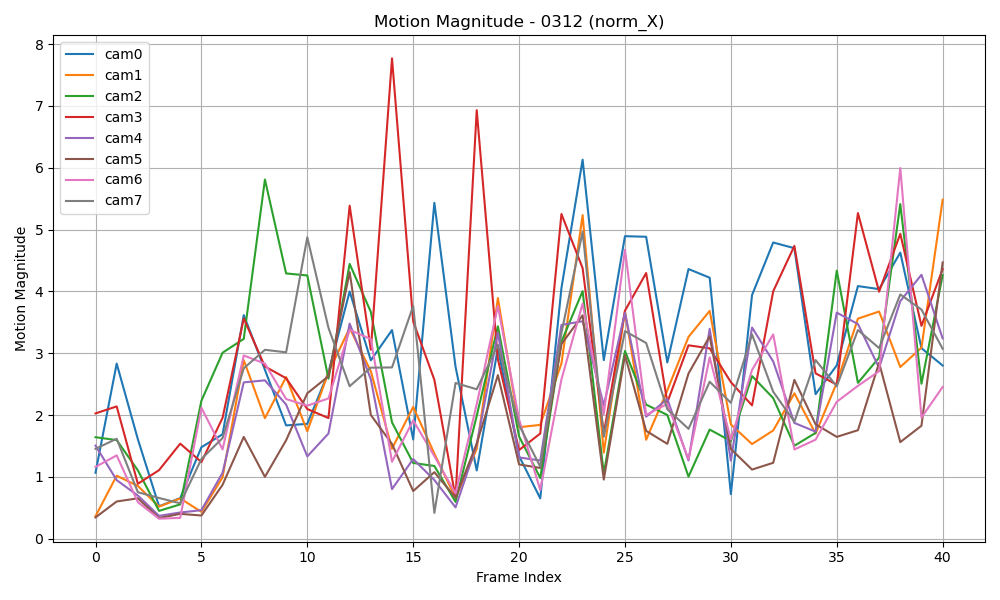 Motion Magnitude - 0312 (norm_X)
8
7
6
5
4
3
2
1
0
Motion Magnitude
cam0
cam1
cam2
cam3
cam4
cam5
cam6
cam7
0 5 10 15 20 25 30 35 40
Frame Index